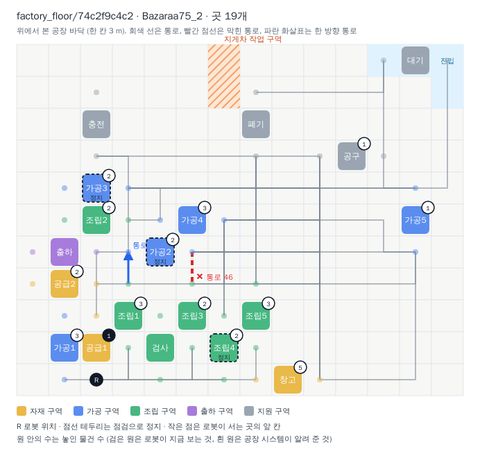 factory_floor/74c2f9c4c2 · Bazaraa75_2 · 곳 19개
위에서 본 공장 바닥 (한 칸 3 m). 회색 선은 통로, 빨간 점선은 막힌 통로, 파란 화살표는 한 방향 통로
지게차 작업 구역
대기
충전
폐기
공구 1
가공3 2
정지
조립2 2
가공4 3
가공5 1
출하
통로
가공2 2
정지
공급2 2
✖ 통로 46
조립1 3
조립3 2
조립5 3
가공1 3
공급1 1
검사
조립4 2
정지
R
창고 5
자재 구역
가공 구역
조립 구역
출하 구역
지원 구역
R 로봇 위치 · 점선 테두리는 점검으로 정지 · 작은 점은 로봇이 서는 곳의 앞 칸
원 안의 수는 놓인 물건 수 (검은 원은 로봇이 지금 보는 것, 흰 원은 공장 시스템이 알려 준 것)